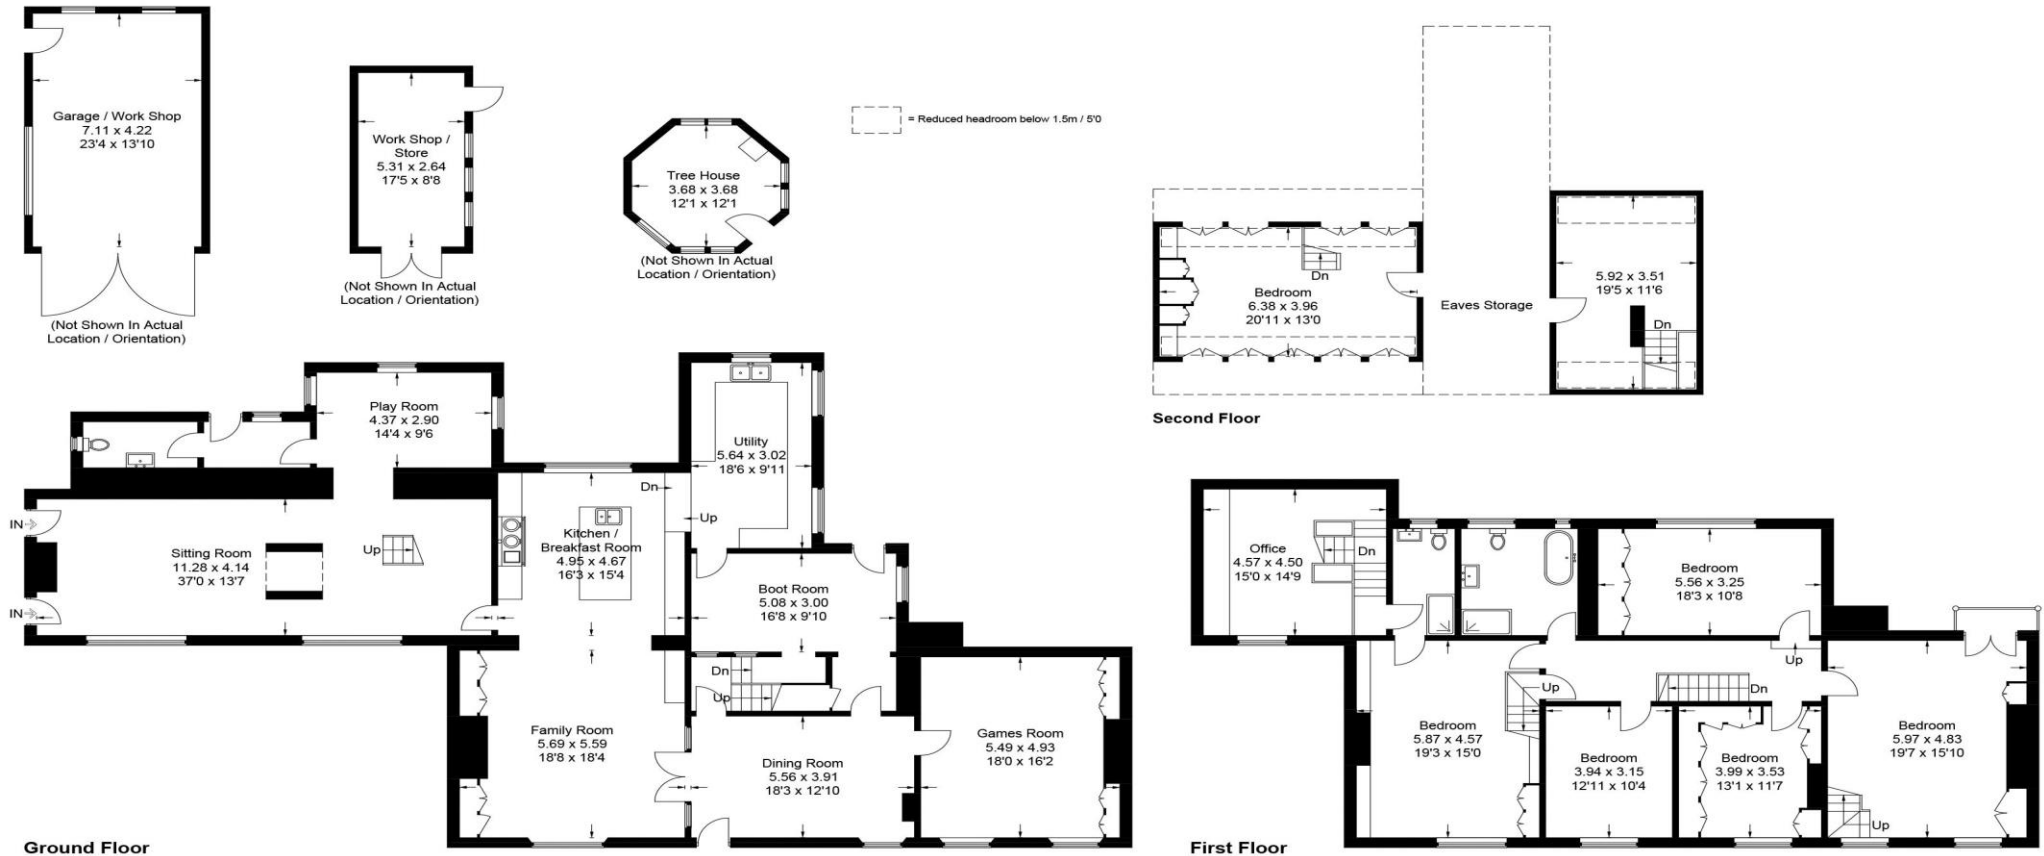 Garage / Work Shop
7.11 x 4.22
23'4 x 13'10
(Not Shown In Actual
Location / Orientation)
Work Shop /
Store
5.31 x 2.64
17'5 x 8'8
(Not Shown In Actual
Location / Orientation)
Tree House
3.68 x 3.68
12'1 x 12'1
(Not Shown In Actual
Location / Orientation)
= Reduced headroom below 1.5m / 5'0
Dn
Bedroom
6.38 x 3.96
20'11 x 13'0
Eaves Storage
5.92 x 3.51
19'5 x 11'6
Dn
Second Floor
Play Room
4.37 x 2.90
14'4 x 9'6
Utility
5.64 x 3.02
18'6 x 9'11
Dn
Up
IN
Sitting Room
11.28 x 4.14
37'0 x 13'7
Up
IN
Kitchen /
Breakfast Room
4.95 x 4.67
16'3 x 15'4
Boot Room
5.08 x 3.00
16'8 x 9'10
Dn
Up
Family Room
5.69 x 5.59
18'8 x 18'4
Dining Room
5.56 x 3.91
18'3 x 12'10
Games Room
5.49 x 4.93
18'0 x 16'2
Ground Floor
Office
4.57 x 4.50
15'0 x 14'9
Dn
Bedroom
5.56 x 3.25
18'3 x 10'8
Up
Up
Dn
Bedroom
5.87 x 4.57
19'3 x 15'0
Bedroom
3.94 x 3.15
12'11 x 10'4
Bedroom
3.99 x 3.53
13'1 x 11'7
Bedroom
5.97 x 4.83
19'7 x 15'10
Up
First Floor